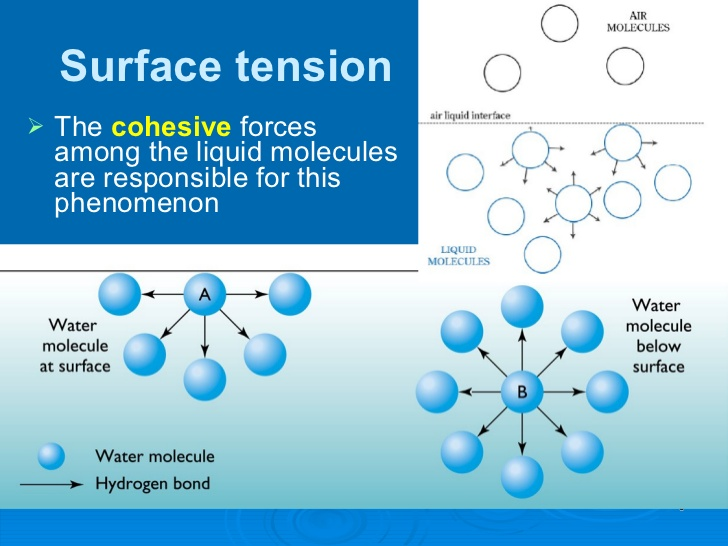 Surface tension
➢ The cohesive forces
among the liquid molecules
are responsible for this
phenomenon
AIR
MOLECULES
air liquid interface
LIQUID
MOLECULES
A
Water
molecule
at surface
B
Water
molecule
below
surface
Water molecule
Hydrogen bond